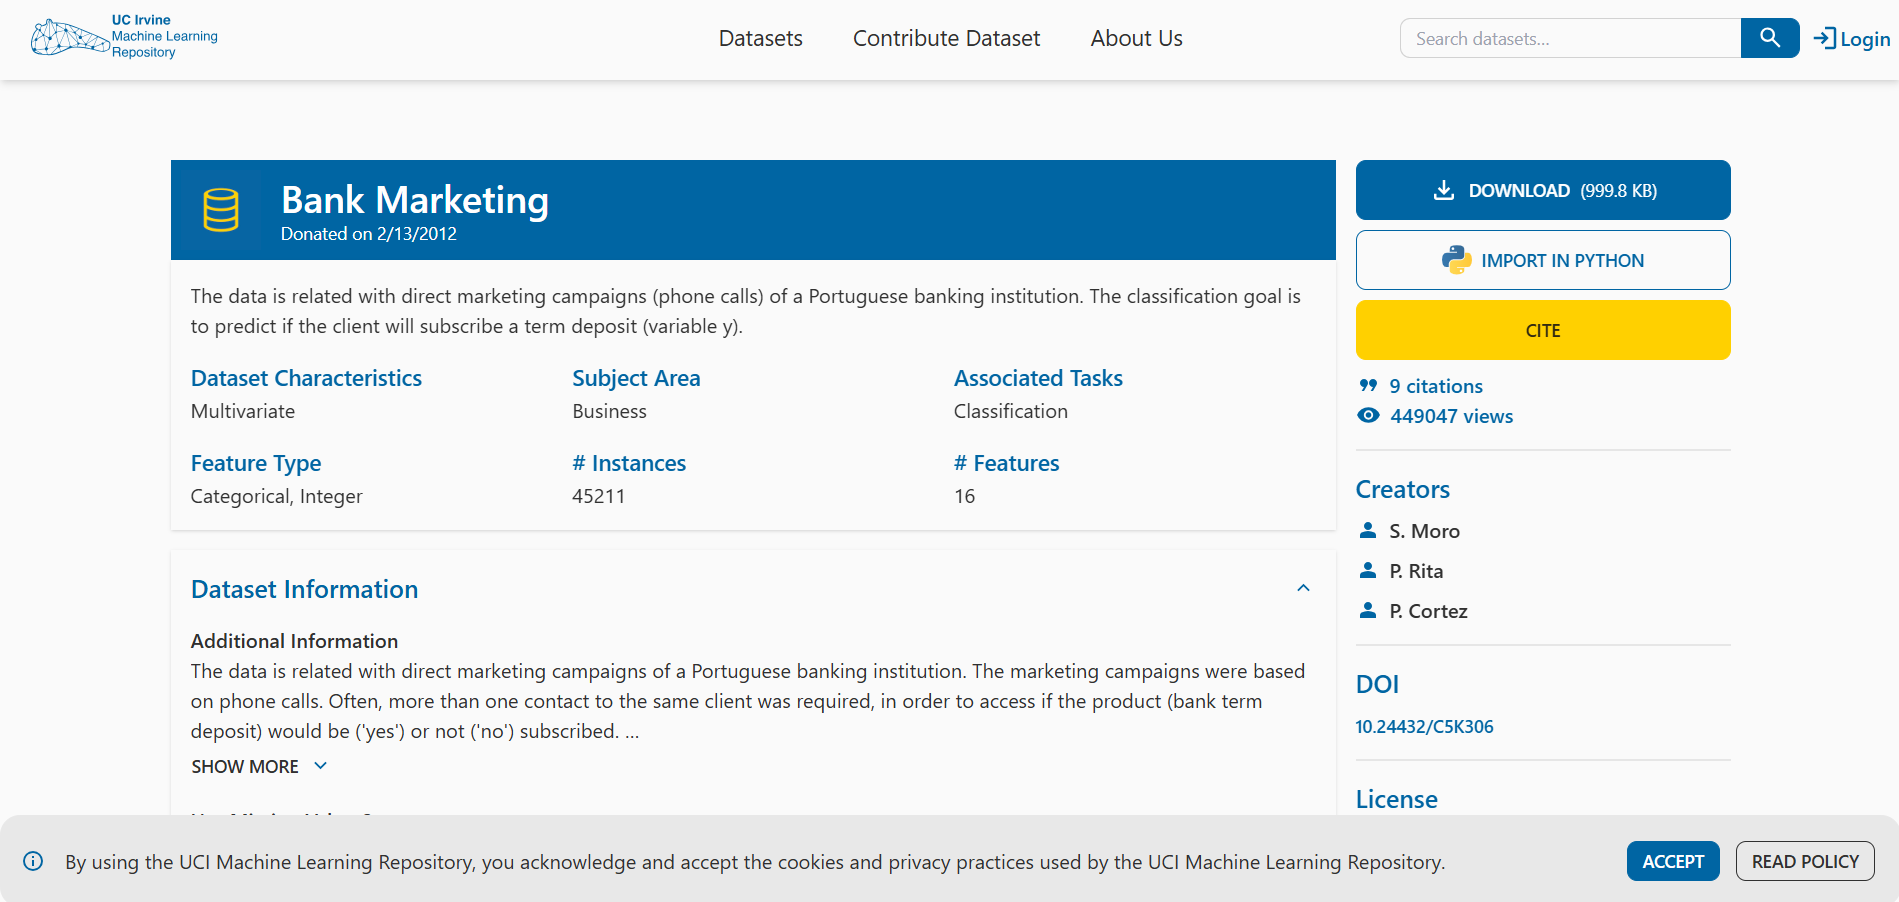 UC Irvine
Machine Learning
Repository
Datasets
Contribute Dataset
About Us
Search datasets...
Login
Bank Marketing
Donated on 2/13/2012
The data is related with direct marketing campaigns (phone calls) of a Portuguese banking institution. The classification goal is
to predict if the client will subscribe a term deposit (variable y).
Dataset Characteristics
Multivariate
Subject Area
Business
Associated Tasks
Classification
Feature Type
Categorical, Integer
# Instances
45211
# Features
16
Dataset Information
Additional Information
The data is related with direct marketing campaigns of a Portuguese banking institution. The marketing campaigns were based
on phone calls. Often, more than one contact to the same client was required, in order to access if the product (bank term
deposit) would be ('yes') or not ('no') subscribed. ...
SHOW MORE
DOWNLOAD (999.8 KB)
IMPORT IN PYTHON
CITE
9 citations
449047 views
Creators
S. Moro
P. Rita
P. Cortez
DOI
10.24432/C5K306
License
By using the UCI Machine Learning Repository, you acknowledge and accept the cookies and privacy practices used by the UCI Machine Learning Repository.
ACCEPT
READ POLICY